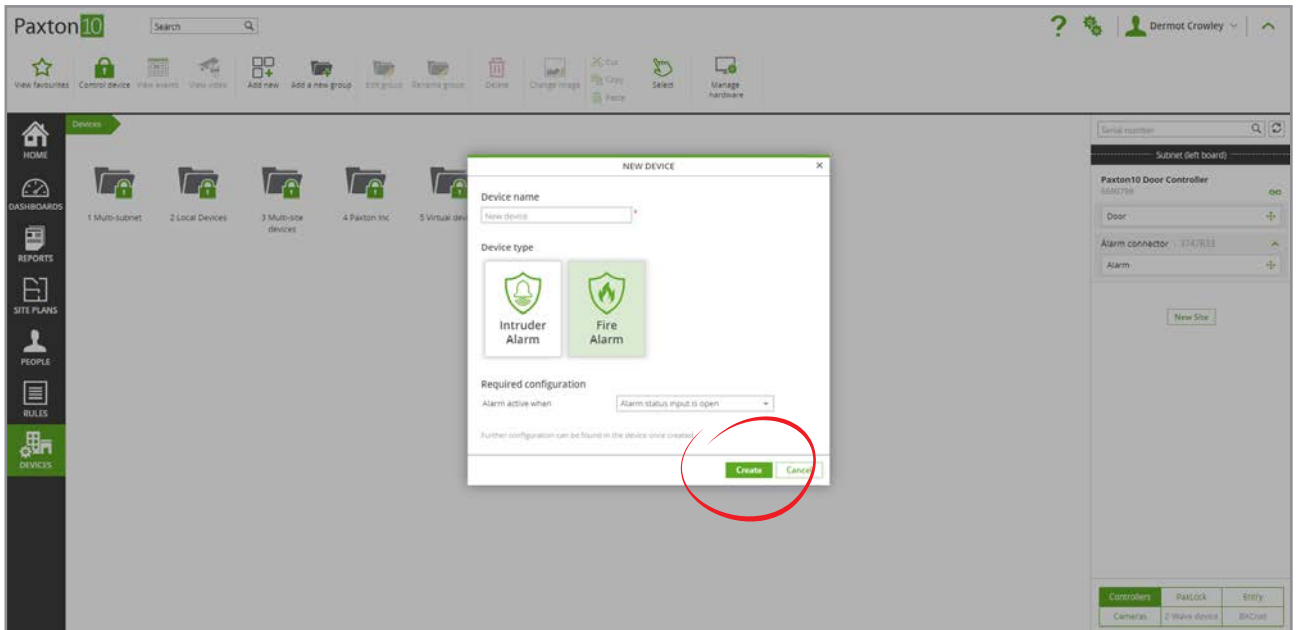 Paxton10
Search
Dermot Crowley
View favourites
Control device
View events
View video
Add new
Add a new group
Edit group
Rename group
Delete
Change image
Cut
Copy
Paste
Select
Manage
hardware
HOME
DASHBOARDS
REPORTS
SITE PLANS
PEOPLE
RULES
DEVICES
Devices
1 Multi-subnet
2 Local Devices
3 Multi-site
devices
4 Paxton Inc
5 Virtual dev
NEW DEVICE
Device name
New device
*
Device type
Intruder
Alarm
Fire
Alarm
Required configuration
Alarm active when
Alarm status input is open
Further configuration can be found in the device once created
Create
Cancel
Serial number
Subnet (left board)
Paxton10 Door Controller
Door
Alarm connector
Alarm
New Site
Controllers
PaxLock
Entry
Cameras
Z-Wave device
BACnet